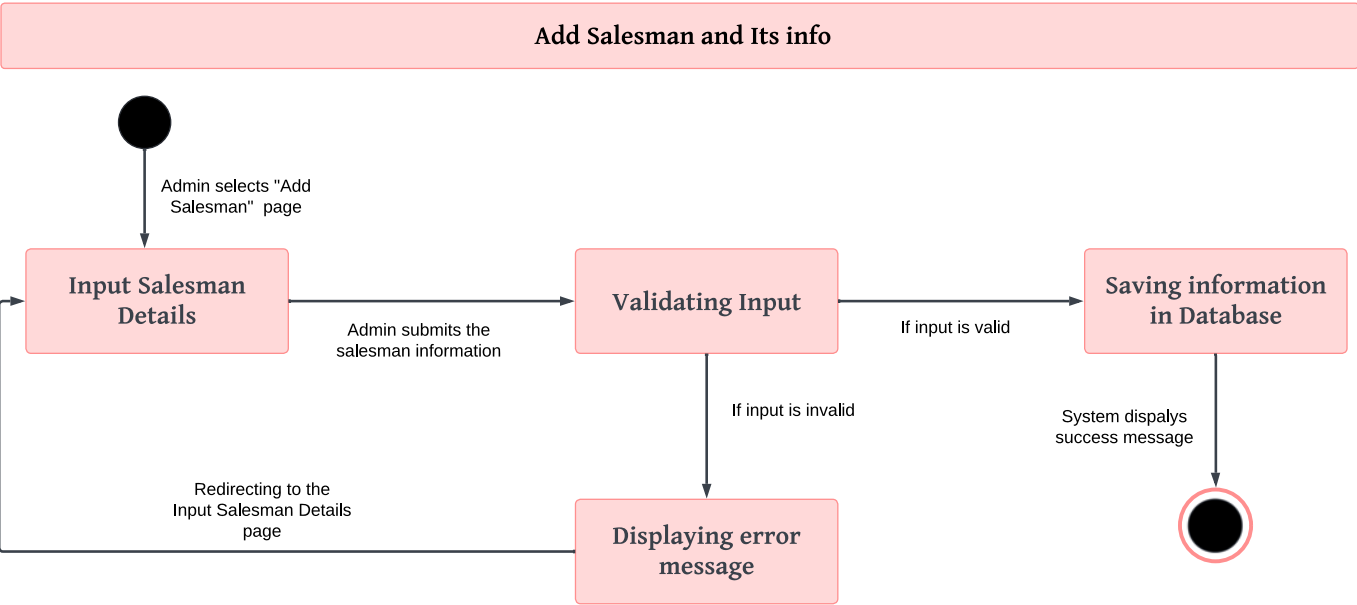 Add Salesman and Its info
Admin selects "Add
Salesman"  page
Input Salesman
Details
Admin submits the
salesman information
Validating Input
If input is valid
Saving information
in Database
If input is invalid
System dispalys
success message
Redirecting to the
Input Salesman Details
page
Displaying error
message